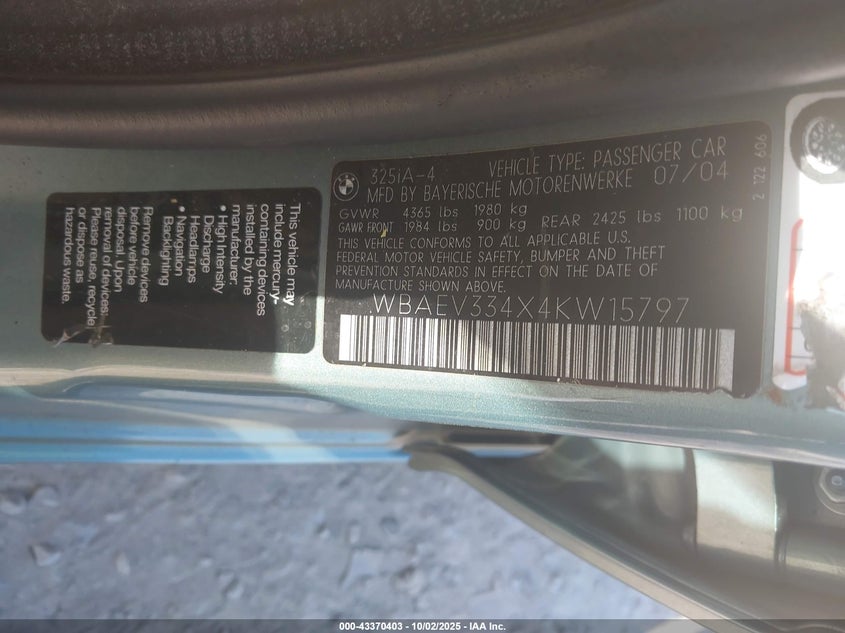 325iA-4 VEHICLE TYPE: PASSENGER CAR
MFD BY BAYERISCHE MOTORENWERKE 07/04
GVWR 4365 lbs 1980 kg
GAWR FRONT 1984 lbs 900 kg REAR 2425 lbs 1100 kg
THIS VEHICLE CONFORMS TO ALL APPLICABLE U.S.
FEDERAL MOTOR VEHICLE SAFETY, BUMPER AND THEFT
PREVENTION STANDARDS IN EFFECT ON THE DATE OF
MANUFACTURE SHOWN ABOVE.
WBAEV334X4KW15797
2 122 606
This vehicle may
include mercury-
containing devices
installed by the
manufacturer:
• High Intensity
Discharge
Headlamps
• Navigation
Backlighting
Remove devices
before vehicle
disposal. Upon
removal of devices:
Please reuse, recycle
or dispose as
hazardous waste.
000-43370403 - 10/02/2025 - IAA Inc.